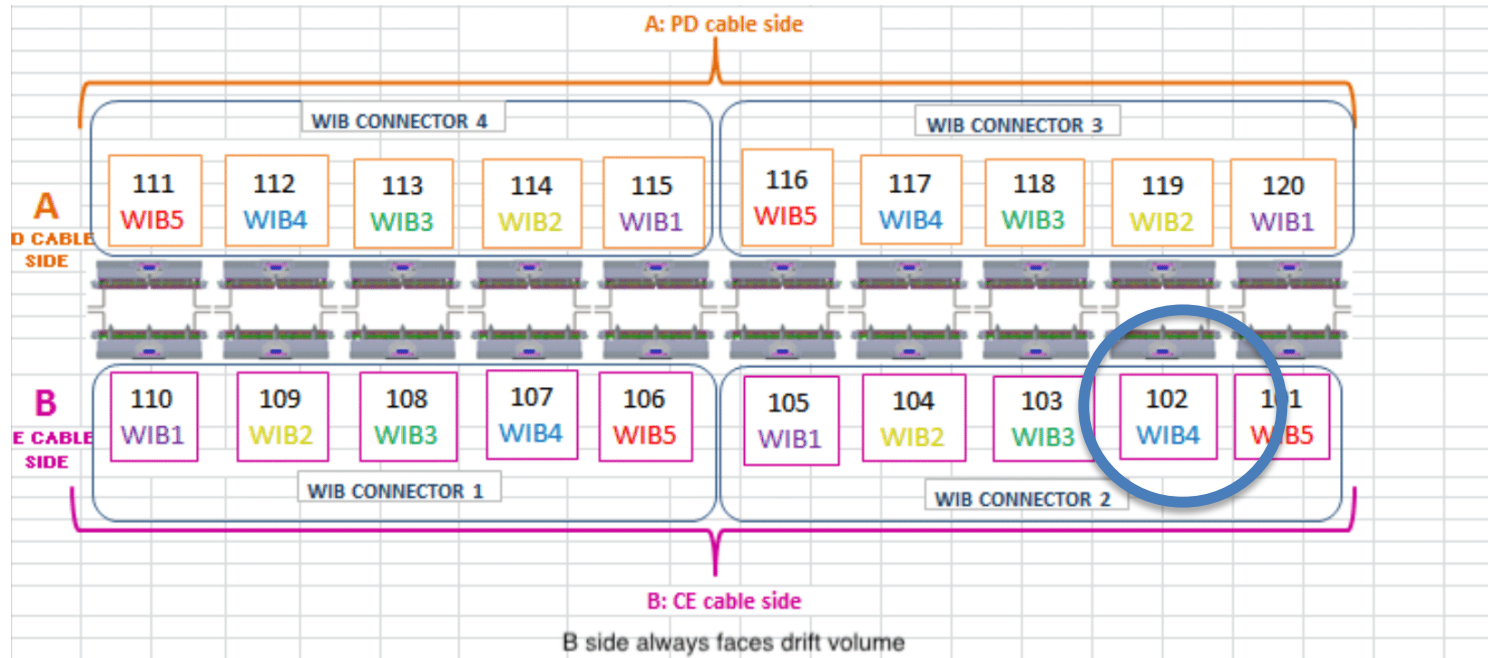 A: PD cable side
WIB CONNECTOR 4
WIB CONNECTOR 3
111 112 113 114 115 116 117 118 119 120
WIB5 WIB4 WIB3 WIB2 WIB1 WIB5 WIB4 WIB3 WIB2 WIB1
A
D CABLE
SIDE
B
E CABLE
SIDE
110 109 108 107 106 105 104 103 102 101
WIB1 WIB2 WIB3 WIB4 WIB5 WIB1 WIB2 WIB3 WIB4 WIB5
WIB CONNECTOR 1
WIB CONNECTOR 2
B: CE cable side
B side always faces drift volume